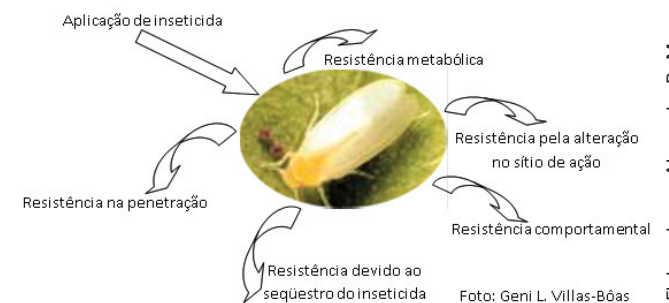 Aplicação de inseticida
Resistência metabólica
Resistência pela alteração
no sítio de ação
Resistência na penetração
Resistência comportamental
Resistência devido ao
seqüestro do inseticida
Foto: Geni L. Villas-Bôas